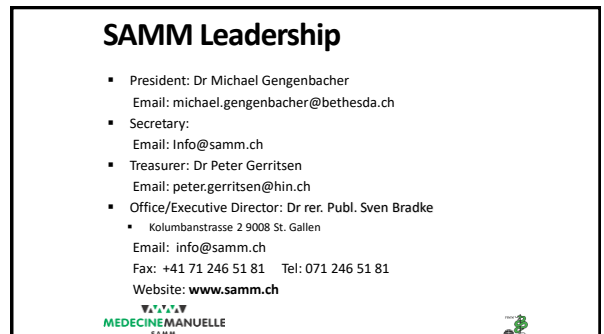 SAMM Leadership
▪ President: Dr Michael Gengenbacher
Email: michael.gengenbacher@bethesda.ch
▪ Secretary:
Email: Info@samm.ch
▪ Treasurer: Dr Peter Gerritsen
Email: peter.gerritsen@hin.ch
▪ Office/Executive Director: Dr rer. Publ. Sven Bradke
▪ Kolumbanstrasse 2 9008 St. Gallen
Email: info@samm.ch
Fax: +41 71 246 51 81 Tel: 071 246 51 81
Website: www.samm.ch
MEDECINEMANUELLE
SAMM